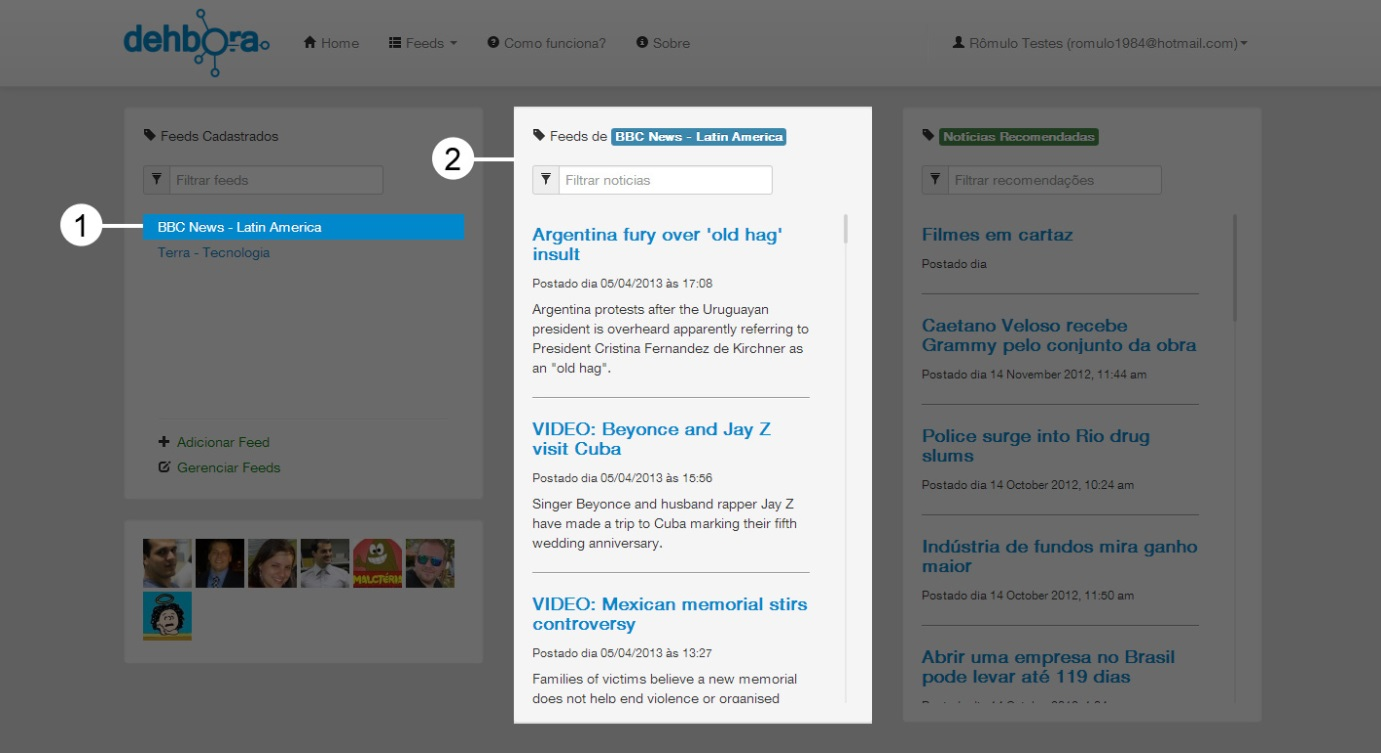 dehbora
Home
Feeds
Como funciona?
Sobre
Rômulo Testes (romulo1984@hotmail.com)
1
Feeds Cadastrados
Filtrar feeds
BBC News - Latin America
Terra - Tecnologia
Adicionar Feed
Gerenciar Feeds
MALCTÉRIA
2
Feeds de BBC News - Latin America
Filtrar noticias
Argentina fury over 'old hag'
insult
Postado dia 05/04/2013 às 17:08
Argentina protests after the Uruguayan
president is overheard apparently referring to
President Cristina Fernandez de Kirchner as
an "old hag".
VIDEO: Beyonce and Jay Z
visit Cuba
Postado dia 05/04/2013 às 15:56
Singer Beyonce and husband rapper Jay Z
have made a trip to Cuba marking their fifth
wedding anniversary.
VIDEO: Mexican memorial stirs
controversy
Postado dia 05/04/2013 às 13:27
Families of victims believe a new memorial
does not help end violence or organised
Notícias Recomendadas
Filtrar recomendações
Filmes em cartaz
Postado dia
Caetano Veloso recebe
Grammy pelo conjunto da obra
Postado dia 14 November 2012, 11:44 am
Police surge into Rio drug
slums
Postado dia 14 October 2012, 10:24 am
Indústria de fundos mira ganho
maior
Postado dia 14 October 2012, 11:50 am
Abrir uma empresa no Brasil
pode levar até 119 dias